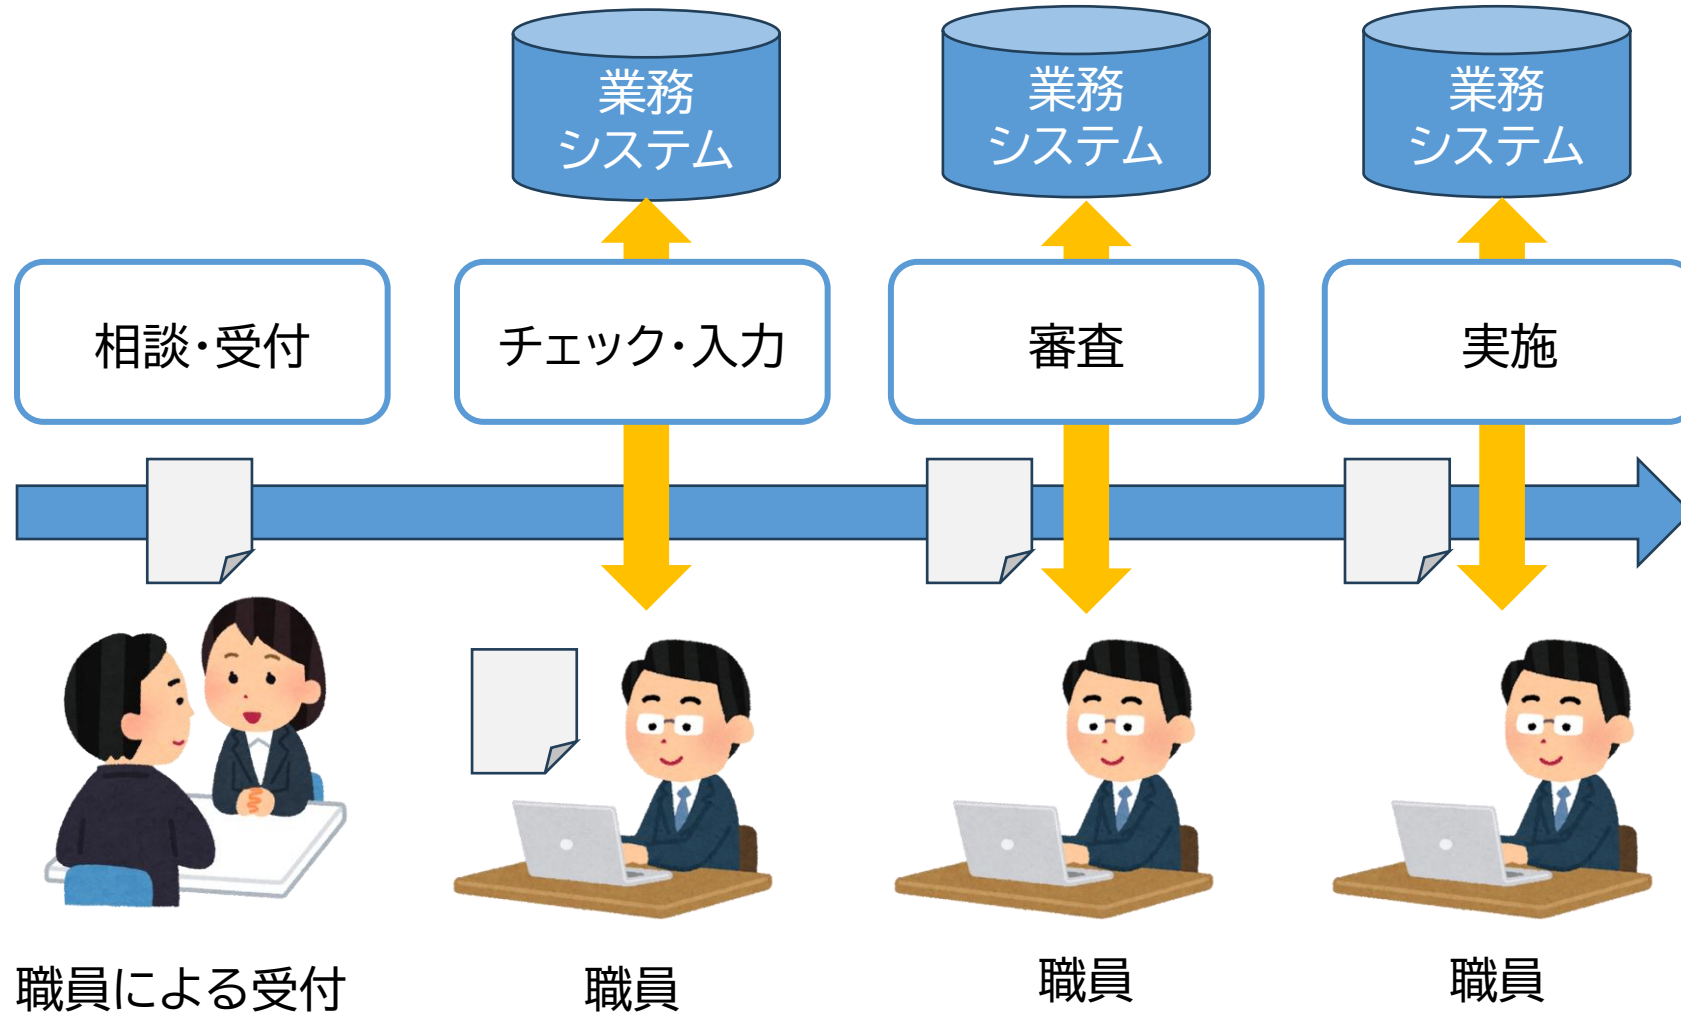 業務
システム
業務
システム
業務
システム
相談・受付
チェック・入力
審査
実施
職員による受付
職員
職員
職員